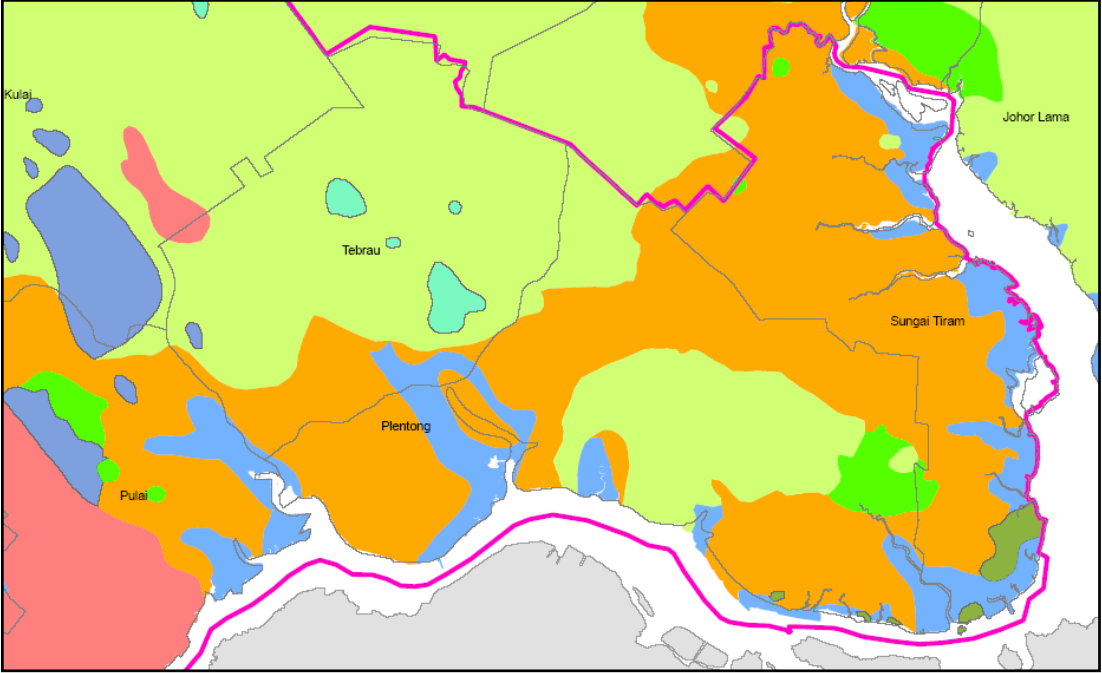 Kulai
Johor Lama
Tebrau
Sungai Tiram
Plentong
Pulai